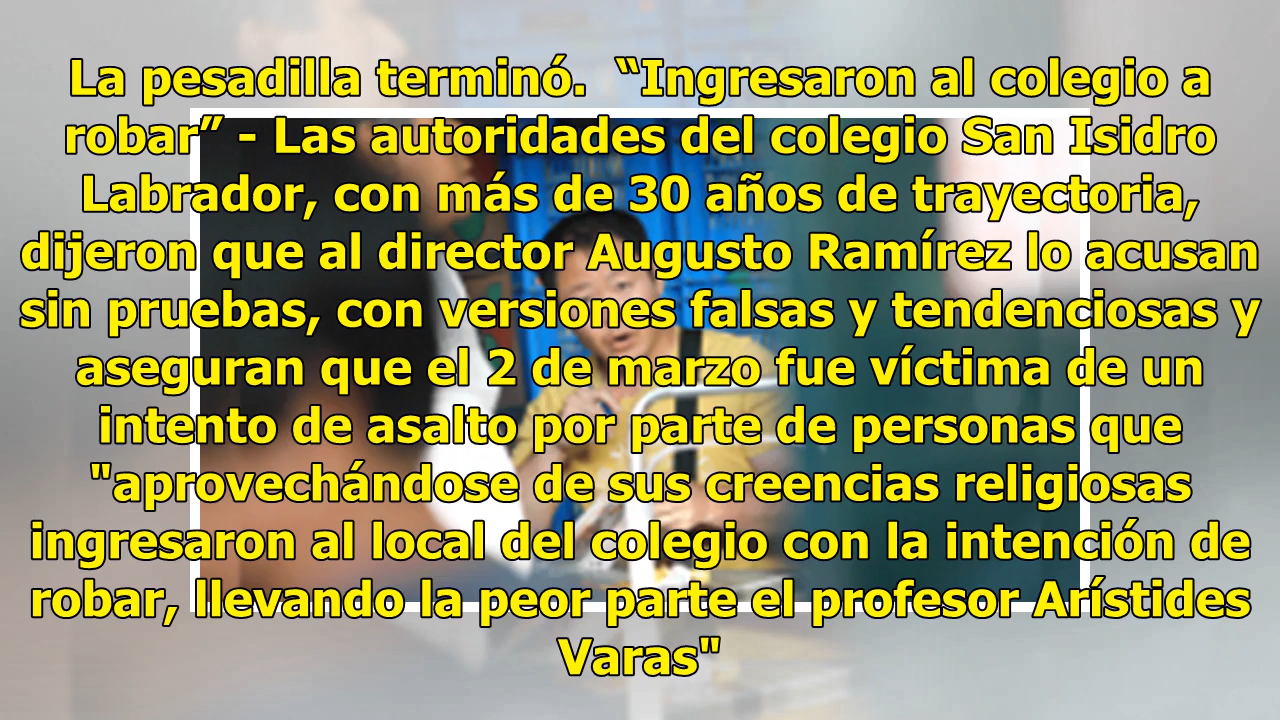 La pesadilla terminó.  “Ingresaron al colegio a
robar” - Las autoridades del colegio San Isidro
Labrador, con más de 30 años de trayectoria,
dijeron que al director Augusto Ramírez lo acusan
sin pruebas, con versiones falsas y tendenciosas y
aseguran que el 2 de marzo fue víctima de un
intento de asalto por parte de personas que
"aprovechándose de sus creencias religiosas
ingresaron al local del colegio con la intención de
robar, llevando la peor parte el profesor Arístides
Varas"